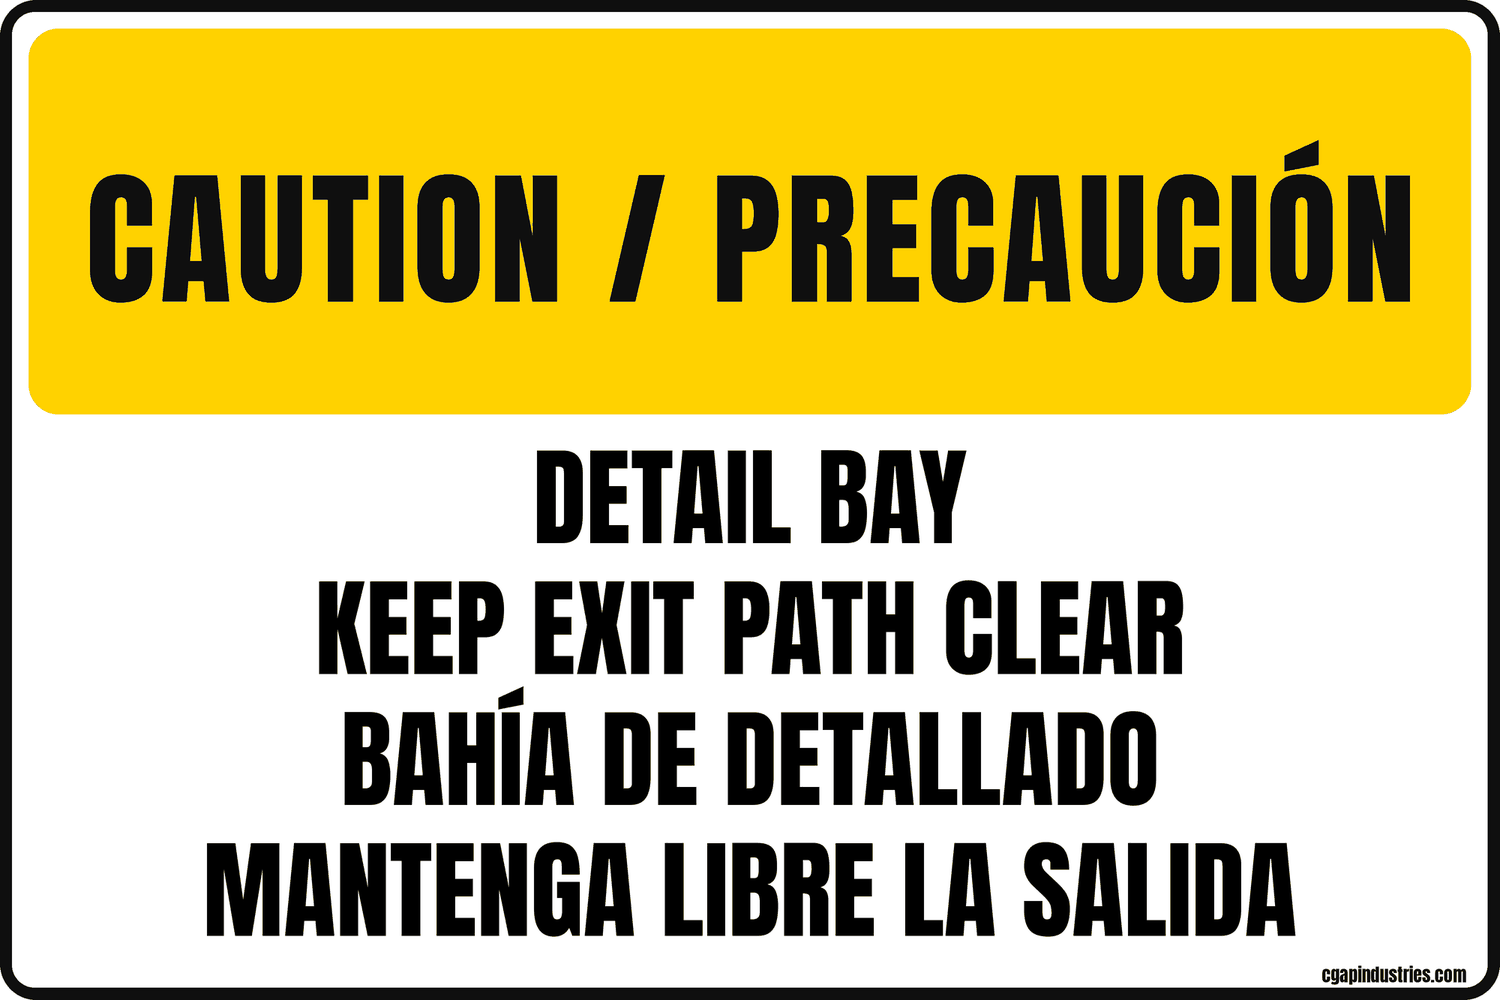 CAUTION / PRECAUCIÓN
DETAIL BAY
KEEP EXIT PATH CLEAR
BAHÍA DE DETALLADO
MANTENGA LIBRE LA SALIDA
cgapindustries.com